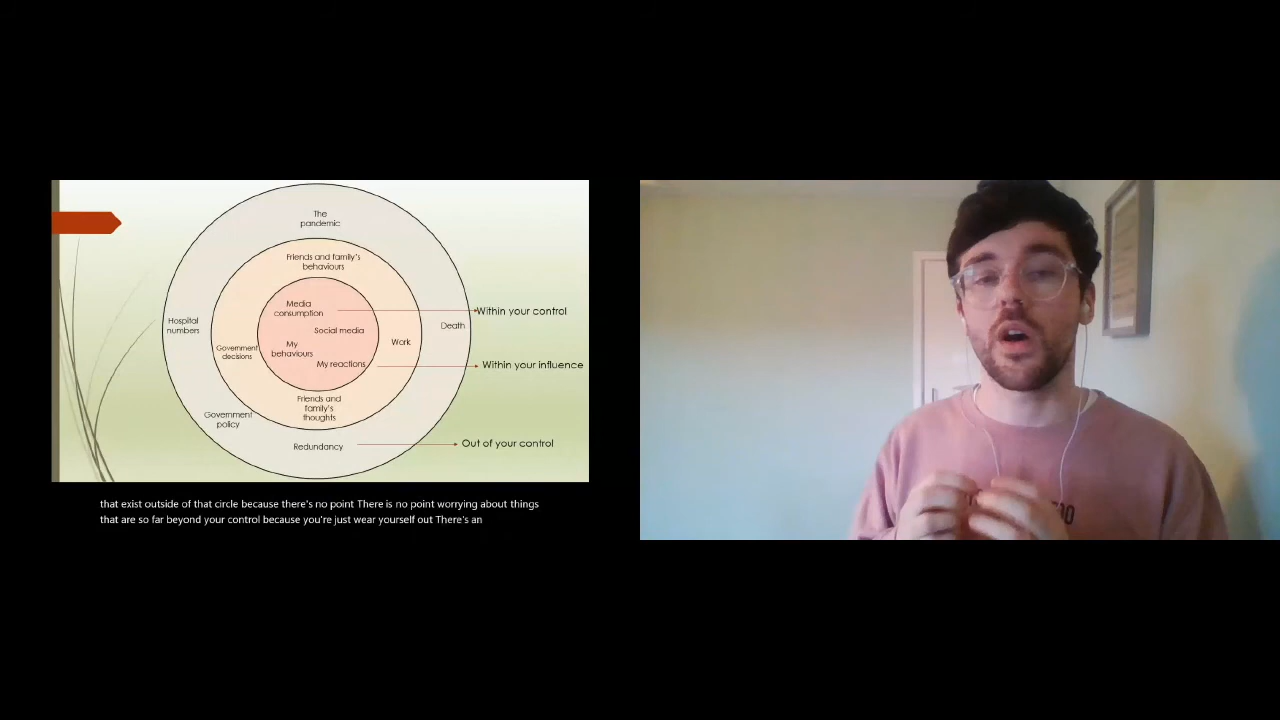 The
pandemic
Friends and family's
behaviours
Media
consumption
Within your control
Hospital
numbers
Social media
Death
My
behaviours
Government
decisions
Work
My reactions
Within your influence
Friends and
family's
thoughts
Government
policy
Redundancy
Out of your control
that exist outside of that circle because there's no point There is no point worrying about things
that are so far beyond your control because you're just wear yourself out There's an